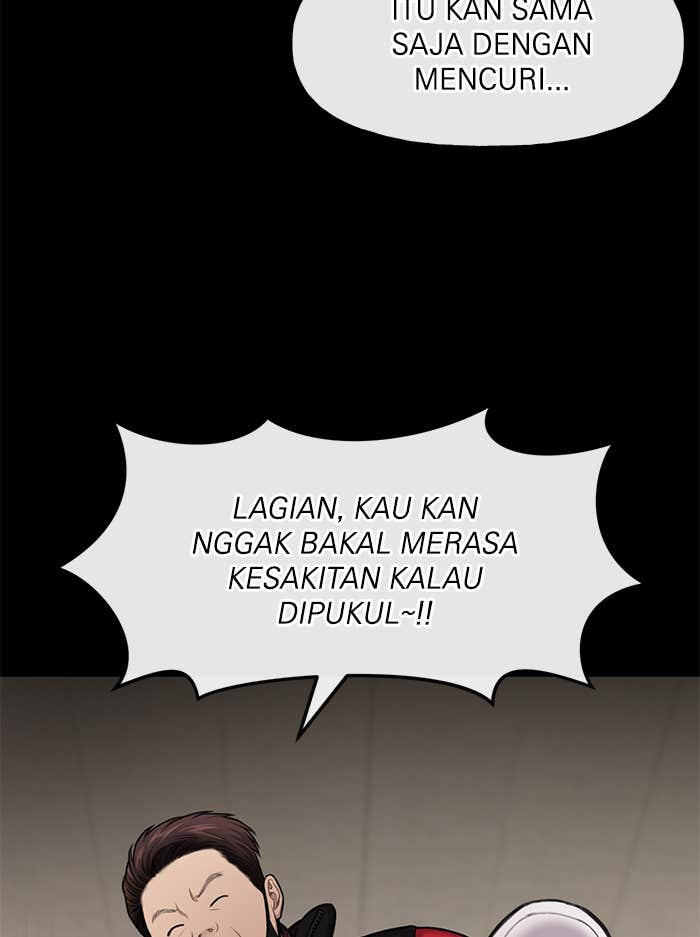 ITU KAN SAMA
SAJA DENGAN
MENCURI...
LAGIAN, KAU KAN
NGGAK BAKAL MERASA
KESAKITAN KALAU
DIPUKUL~!!